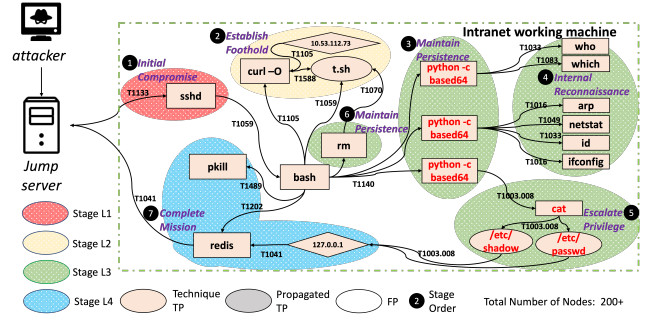 Intranet working machine
attacker
Jump
server
1 Initial
Compromise
T1133
sshd
T1059
2 Establish
Foothold
10.53.112.73
T1105
curl –O
T1588
t.sh
T1105
T1059
T1070
6 Maintain
Persistence
rm
bash
T1140
3 Maintain
Persistence
python -c
based64
python -c
based64
python -c
based64
T1033
who
T1083
which
4 Internal
Reconnaissance
T1016
arp
T1049
netstat
T1033
id
T1016
ifconfig
T1003.008
cat
Escalate 5
Privilege
T1003.008
T1003.008
/etc/
shadow
/etc/
passwd
T1003.008
pkill
T1489
T1202
7 Complete
Mission
T1041
redis
T1041
127.0.0.1
Stage L1
Stage L2
Stage L3
Stage L4
Technique
TP
Propagated
TP
FP
2 Stage
Order
Total Number of Nodes: 200+